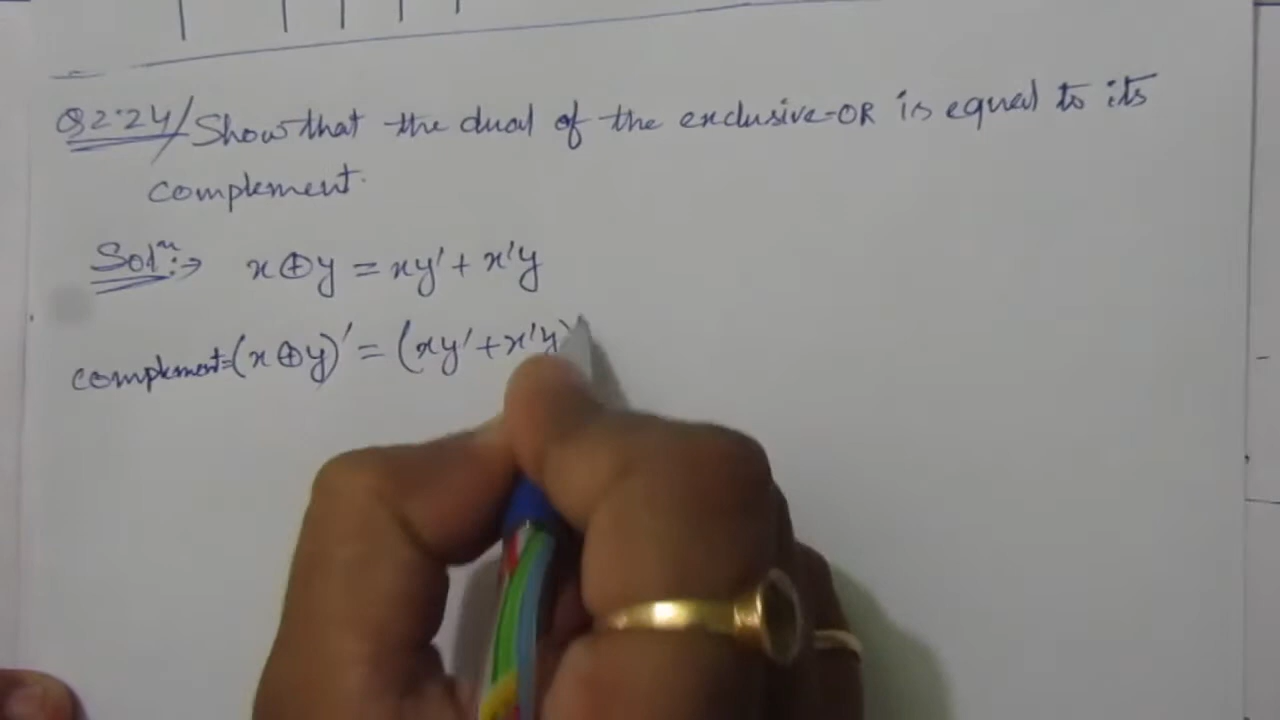 Q2.24/ Show that the dual of the exclusive-OR is equal to its
complement.
Solⁿ:→ x⊕y = xy' + x'y
complement=(x⊕y)' = (xy' + x'y)'